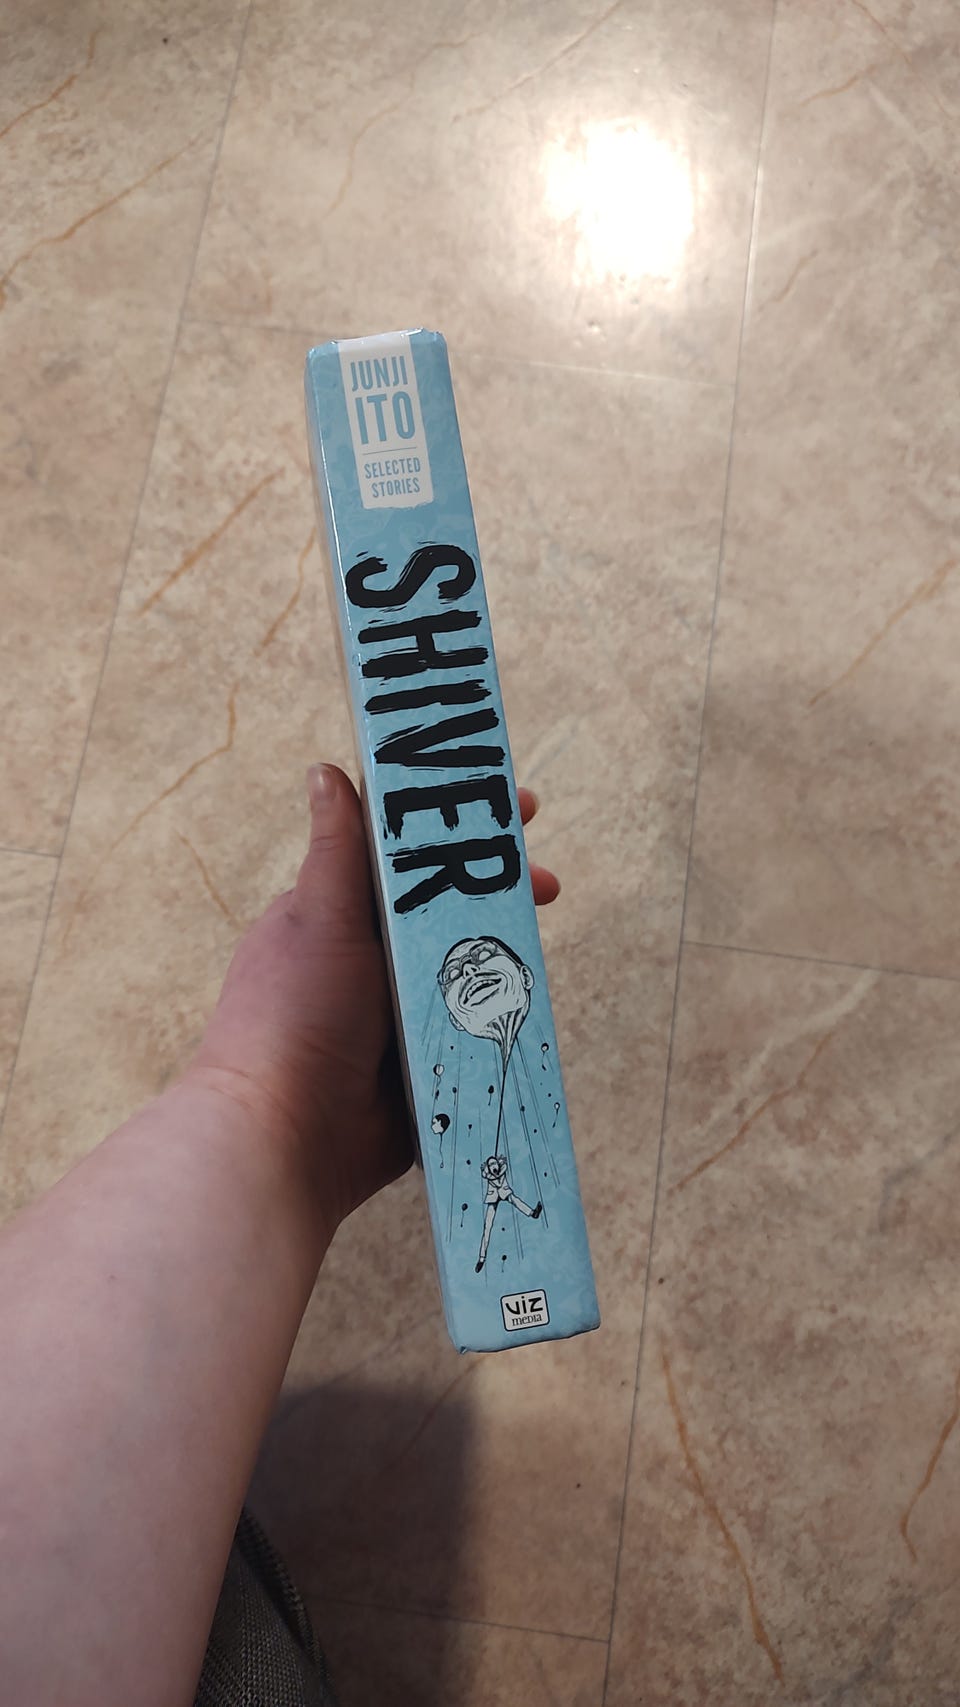 JUNJI
ITO
SELECTED
STORIES
SHIVER
VIZ
MEDIA